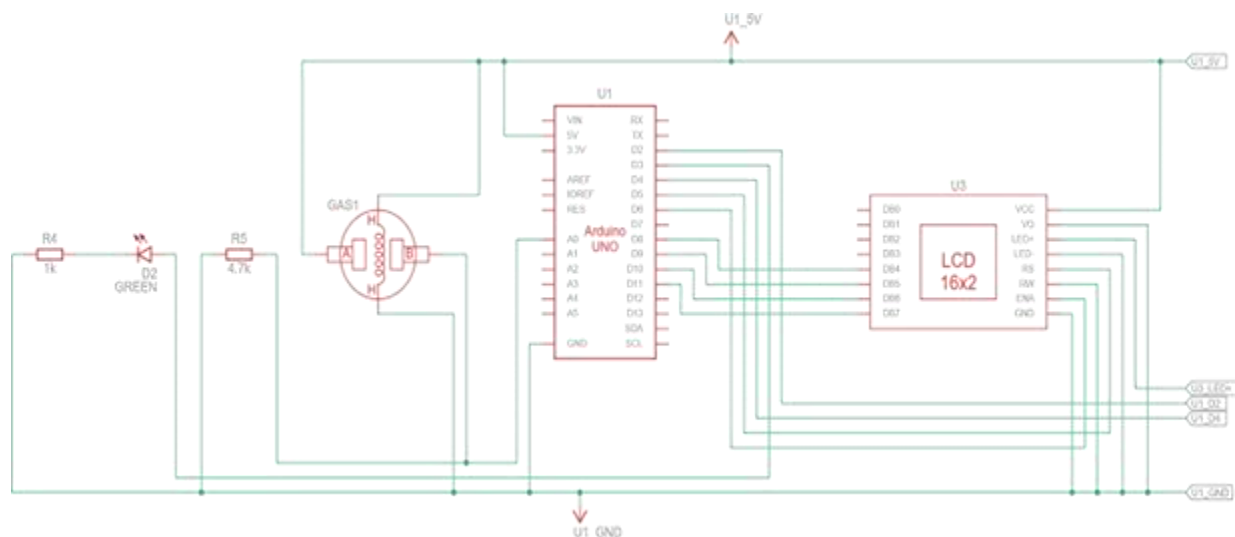 U1_5V
U1_5V
U1
VIN
5V
3.3V
AREF
IOREF
RES
A0
A1
A2
A3
A4
A5
GND
RX
TX
D2
D3
D4
D5
D6
D7
D8
D9
D10
D11
D12
D13
SDA
SCL
Arduino
UNO
GAS1
H
A
B
H
R4
1k
D2
GREEN
R5
4.7k
U3
DB0
DB1
DB2
DB3
DB4
DB5
DB6
DB7
LCD
16x2
VCC
VO
LED+
LED-
RS
RW
ENA
GND
U3_LED+
U1_D2
U1_D4
U1_GND
U1_GND